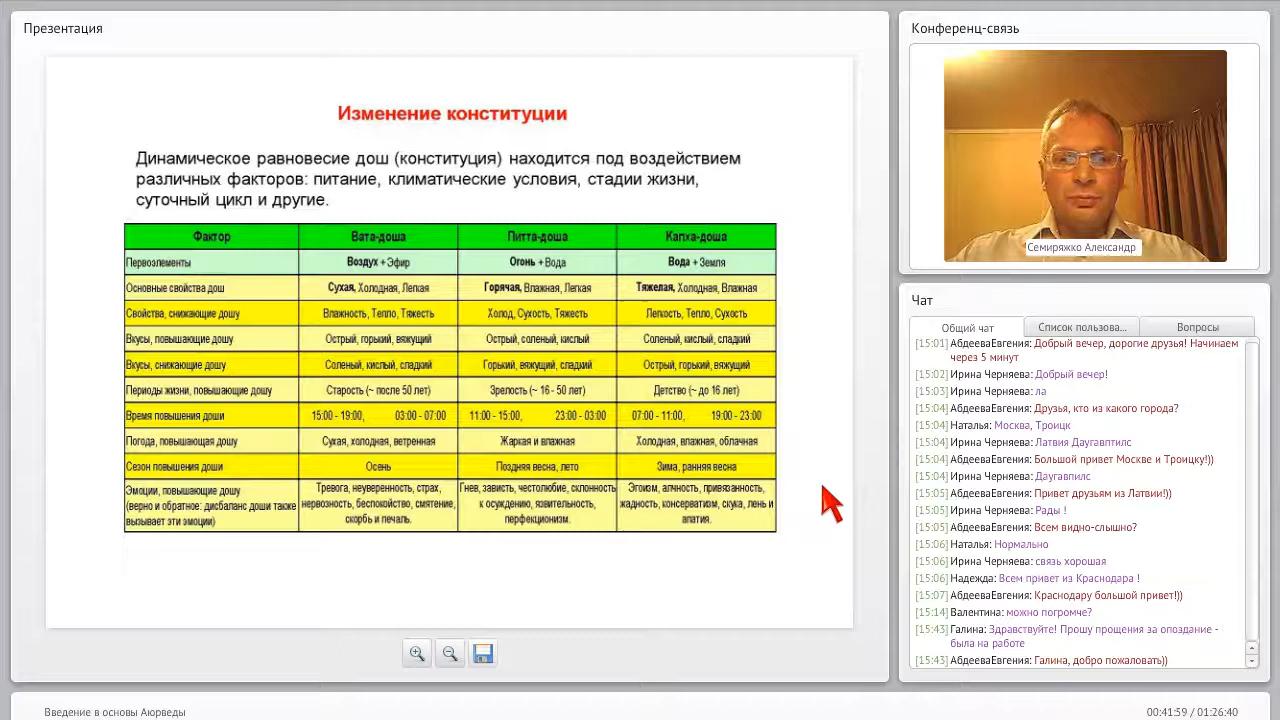 Презентация
Изменение конституции
Динамическое равновесие дош (конституция) находится под воздействием
различных факторов: питание, климатические условия, стадии жизни,
суточный цикл и другие.
Фактор Вата-доша Питта-доша Капха-доша
Первоэлементы Воздух + Эфир Огонь + Вода Вода + Земля
Основные свойства дош Сухая, Холодная, Легкая Горячая, Влажная, Легкая Тяжелая, Холодная, Влажная
Свойства, снижающие дошу Влажность, Тепло, Тяжесть Холод, Сухость, Тяжесть Легкость, Тепло, Сухость
Вкусы, повышающие дошу Острый, горький, вяжущий Острый, соленый, кислый Соленый, кислый, сладкий
Вкусы, снижающие дошу Соленый, кислый, сладкий Горький, вяжущий, сладкий Острый, горький, вяжущий
Периоды жизни, повышающие дошу Старость (~ после 50 лет) Зрелость (~ 16 - 50 лет) Детство (~ до 16 лет)
Время повышения доши 15:00 - 19:00, 03:00 - 07:00 11:00 - 15:00, 23:00 - 03:00 07:00 - 11:00, 19:00 - 23:00
Погода, повышающая дошу Сухая, холодная, ветренная Жаркая и влажная Холодная, влажная, облачная
Сезон повышения доши Осень Поздняя весна, лето Зима, ранняя весна
Эмоции, повышающие дошу
(верно и обратное: дисбаланс доши также
вызывает эти эмоции)
Тревога, неуверенность, страх,
нервозность, беспокойство, смятение,
скорбь и печаль.
Гнев, зависть, честолюбие, склонность
к осуждению, язвительность,
перфекционизм.
Эгоизм, алчность, привязанность,
жадность, консерватизм, скука, лень и
апатия.
Конференц-связь
Семиряжко Александр
Чат
Общий чат Список пользова... Вопросы
[15:01] АбдееваЕвгения: Добрый вечер, дорогие друзья! Начинаем
через 5 минут
[15:02] Ирина Черняева: Добрый вечер!
[15:03] Ирина Черняева: ла
[15:04] АбдееваЕвгения: Друзья, кто из какого города?
[15:04] Наталья: Москва, Троицк
[15:04] Ирина Черняева: Латвия Даугавптилс
[15:04] АбдееваЕвгения: Большой привет Москве и Троицку!))
[15:04] Ирина Черняева: Даугавпилс
[15:05] АбдееваЕвгения: Привет друзьям из Латвии!))
[15:05] Ирина Черняева: Рады !
[15:05] АбдееваЕвгения: Всем видно-слышно?
[15:06] Наталья: Нормально
[15:06] Ирина Черняева: связь хорошая
[15:06] Надежда: Всем привет из Краснодара !
[15:07] АбдееваЕвгения: Краснодару большой привет!))
[15:14] Валентина: можно погромче?
[15:43] Галина: Здравствуйте! Прошу прощения за опоздание -
была на работе
[15:43] АбдееваЕвгения: Галина, добро пожаловать))
Введение в основы Аюрведы 00:41:59 / 01:26:40